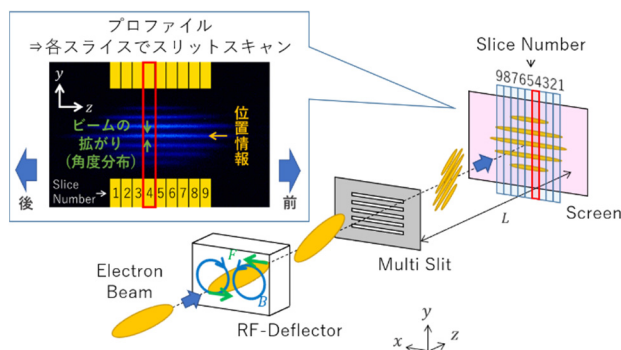 プロファイル
⇒各スライスでスリットスキャン
y
z
ビームの
拡がり
(角度分布)
位置情報
後
Slice
Number
1 2 3 4 5 6 7 8 9
前
Slice Number
987654321
Screen
L
Multi Slit
Electron
Beam
F
B
RF-Deflector
y
x
z